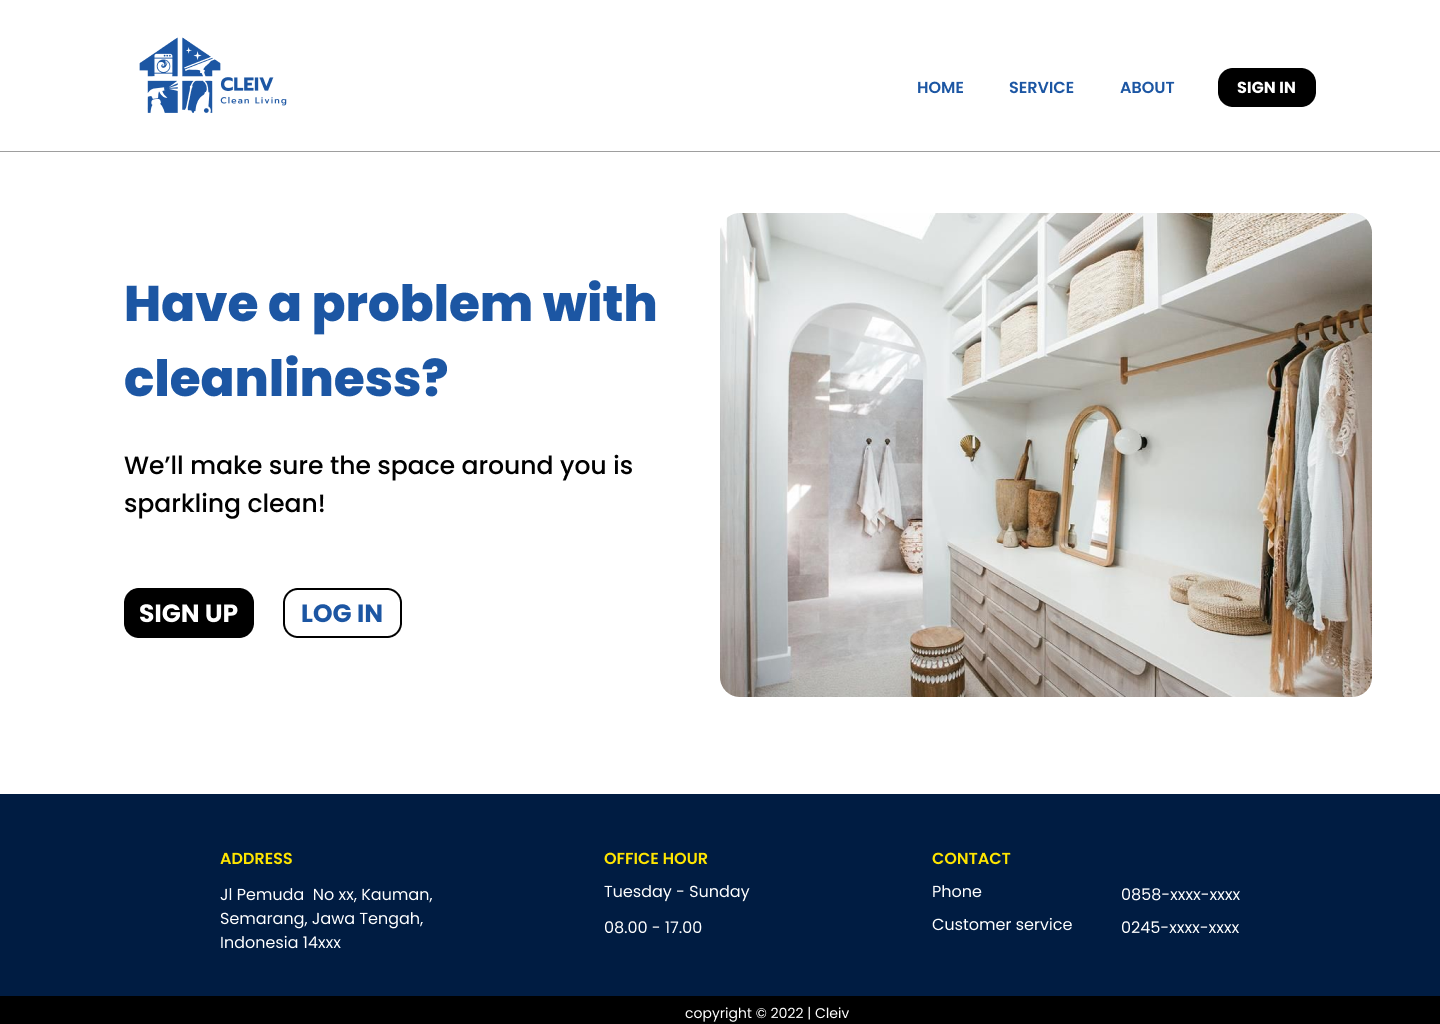 CLEIV
Clean Living
HOME
SERVICE
ABOUT
SIGN IN
Have a problem with
cleanliness?
We’ll make sure the space around you is
sparkling clean!
SIGN UP
LOG IN
ADDRESS
Jl Pemuda  No xx, Kauman,
Semarang, Jawa Tengah,
Indonesia 14xxx
OFFICE HOUR
Tuesday - Sunday
08.00 - 17.00
CONTACT
Phone
0858-xxxx-xxxx
Customer service
0245-xxxx-xxxx
copyright © 2022 | Cleiv